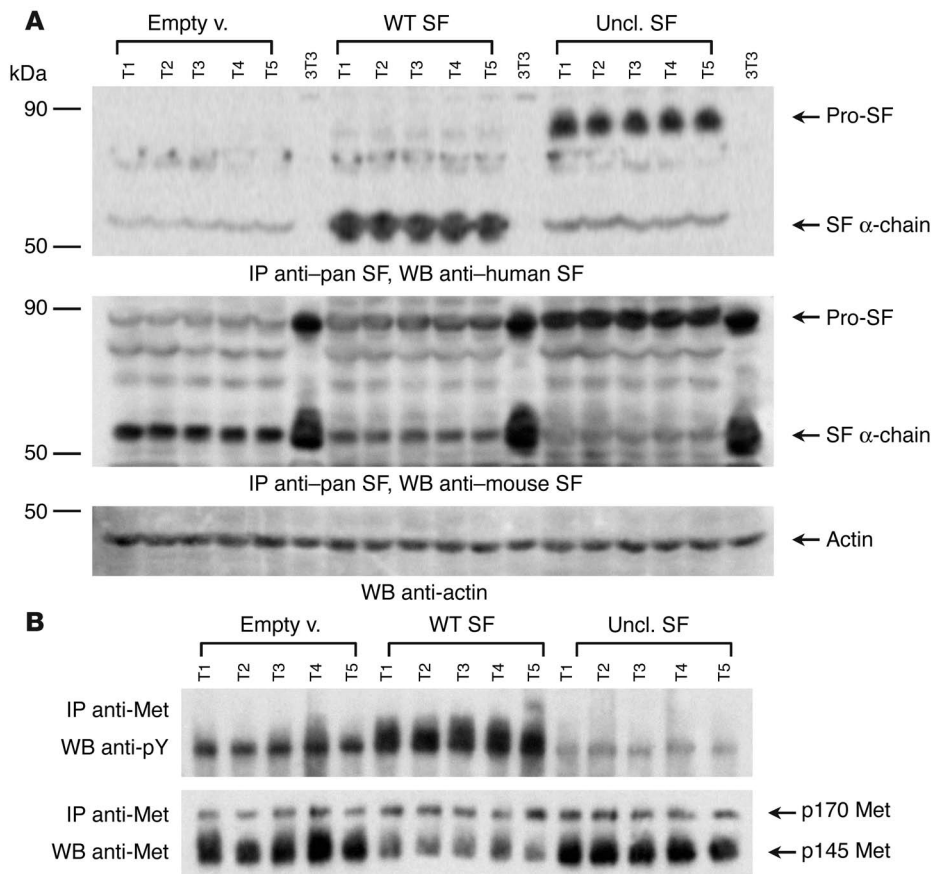 A
Empty v. WT SF Uncl. SF
kDa T1 T2 T3 T4 T5 3T3 T1 T2 T3 T4 T5 3T3 T1 T2 T3 T4 T5 3T3
90 Pro-SF
SF α-chain
50
IP anti–pan SF, WB anti–human SF
90 Pro-SF
SF α-chain
50
IP anti–pan SF, WB anti–mouse SF
50
Actin
WB anti-actin
B
Empty v. WT SF Uncl. SF
T1 T2 T3 T4 T5 T1 T2 T3 T4 T5 T1 T2 T3 T4 T5
IP anti-Met
WB anti-pY
IP anti-Met p170 Met
WB anti-Met p145 Met